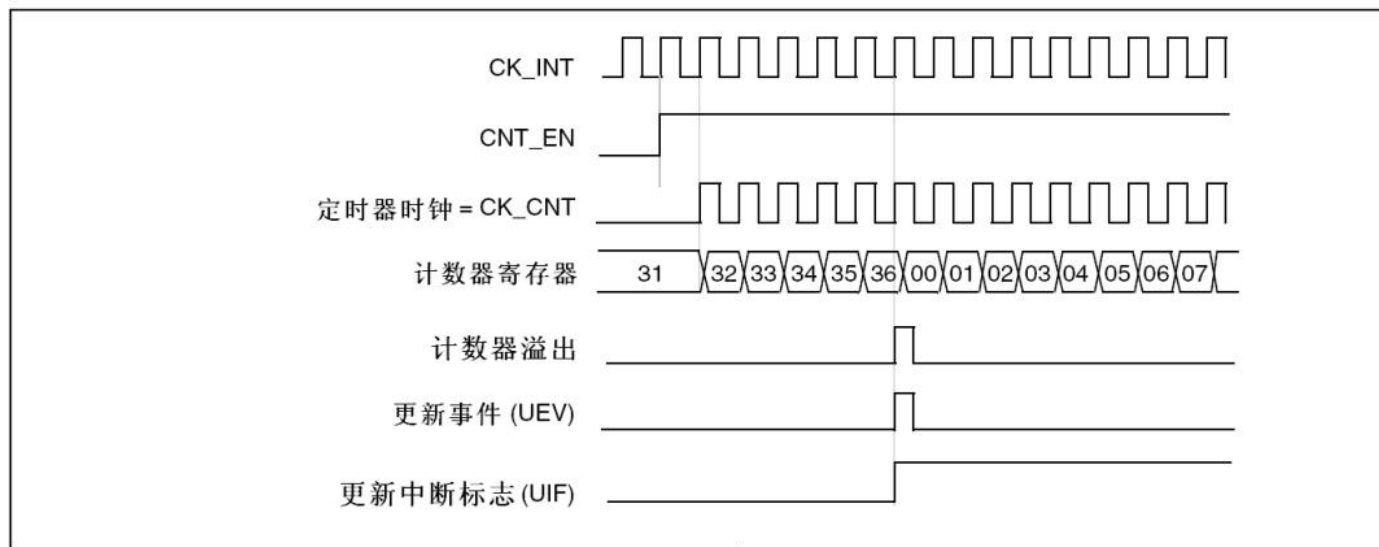 CK_INT
CNT_EN
定时器时钟 = CK_CNT
计数器寄存器 31 32 33 34 35 36 00 01 02 03 04 05 06 07
计数器溢出
更新事件 (UEV)
更新中断标志 (UIF)